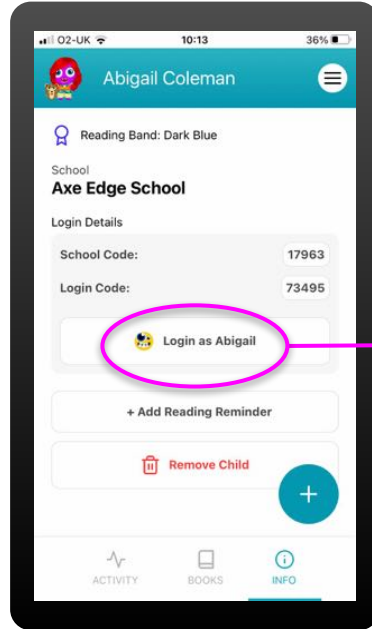 O2-UK 10:13 36%
Abigail Coleman
Reading Band: Dark Blue
School
Axe Edge School
Login Details
School Code: 17963
Login Code: 73495
Login as Abigail
+ Add Reading Reminder
Remove Child
+
ACTIVITY BOOKS INFO